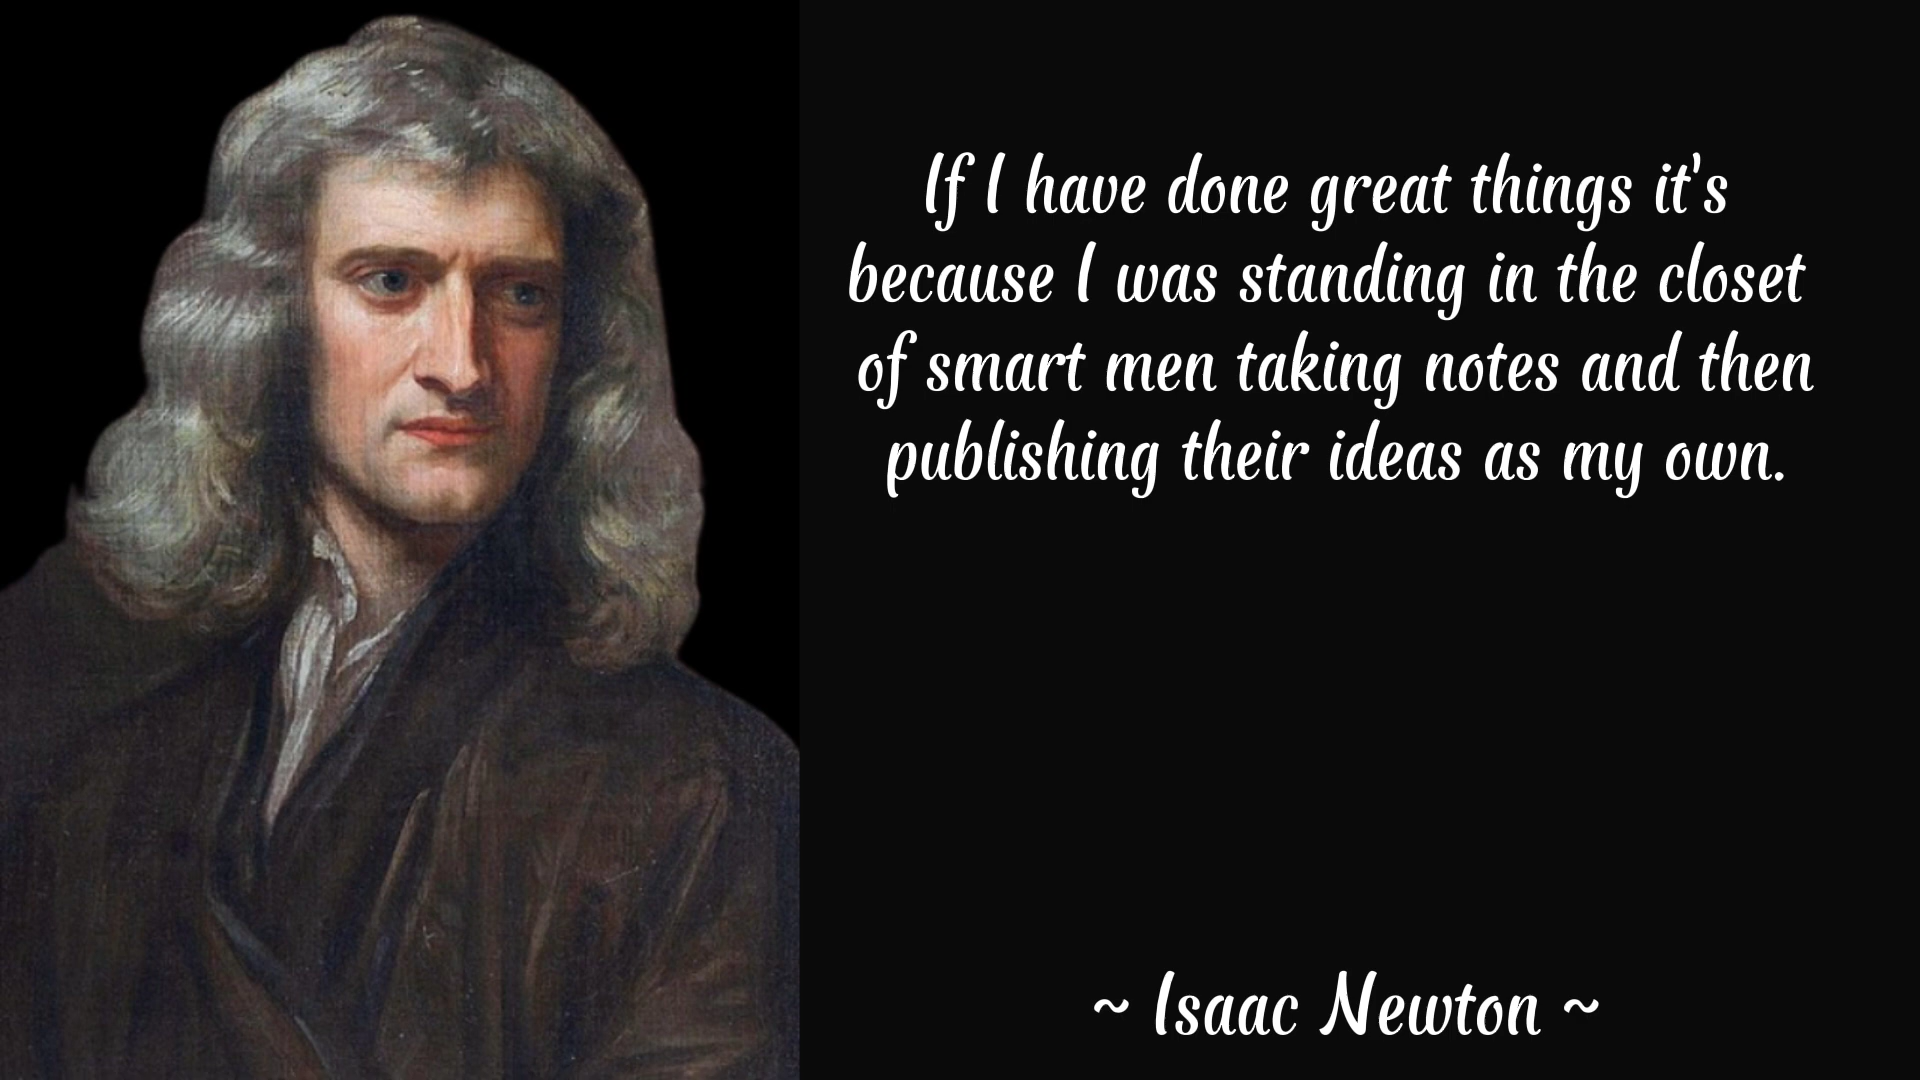 If I have done great things it's
because I was standing in the closet
of smart men taking notes and then
publishing their ideas as my own.
~ Isaac Newton ~